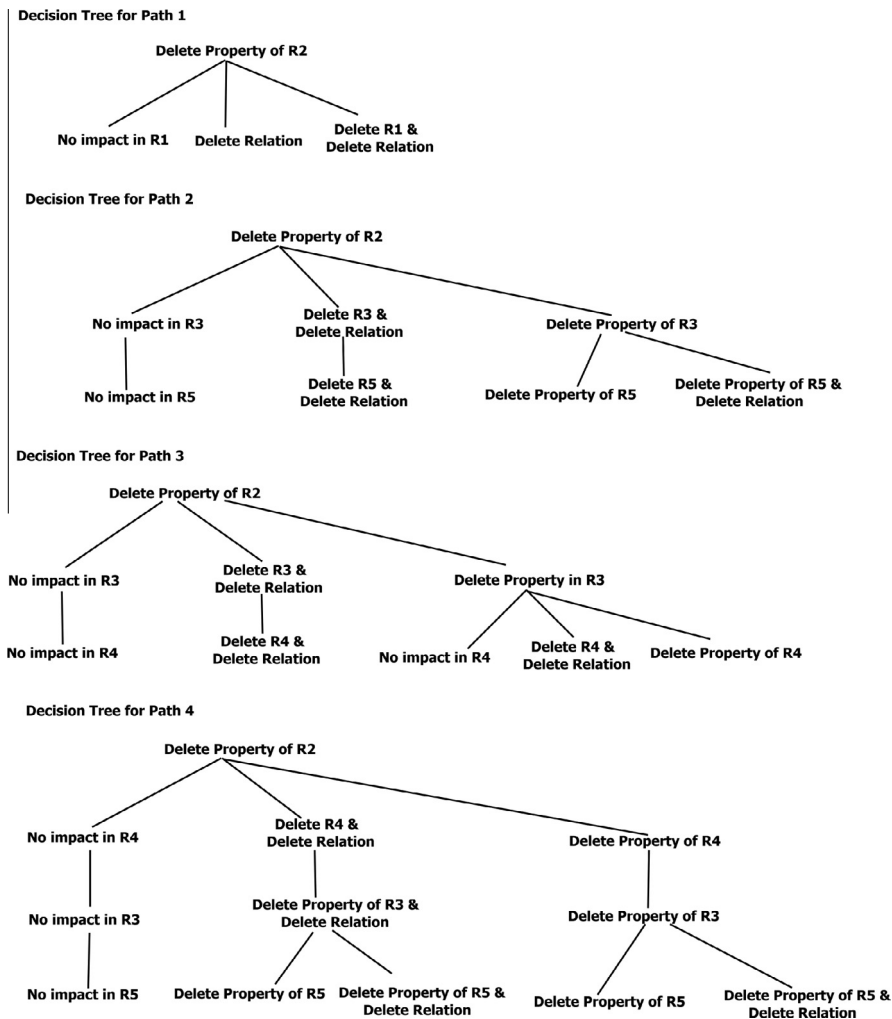 Decision Tree for Path 1
Delete Property of R2
No impact in R1
Delete Relation
Delete R1 &
Delete Relation
Decision Tree for Path 2
Delete Property of R2
No impact in R3
Delete R3 &
Delete Relation
Delete Property of R3
No impact in R5
Delete R5 &
Delete Relation
Delete Property of R5
Delete Property of R5 &
Delete Relation
Decision Tree for Path 3
Delete Property of R2
No impact in R3
Delete R3 &
Delete Relation
Delete Property in R3
No impact in R4
Delete R4 &
Delete Relation
No impact in R4
Delete R4 &
Delete Relation
Delete Property of R4
Decision Tree for Path 4
Delete Property of R2
No impact in R4
Delete R4 &
Delete Relation
Delete Property of R4
No impact in R3
Delete Property of R3 &
Delete Relation
Delete Property of R3
No impact in R5
Delete Property of R5
Delete Property of R5 &
Delete Relation
Delete Property of R5
Delete Property of R5 &
Delete Relation